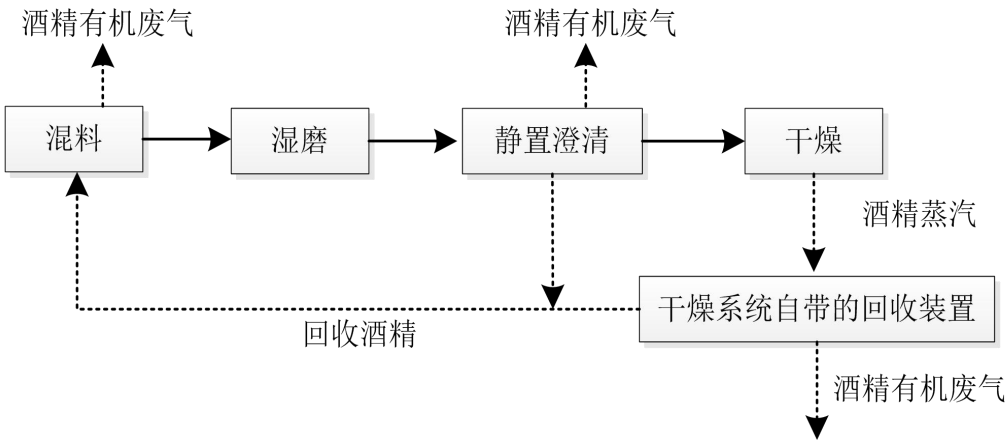 酒精有机废气
酒精有机废气
混料
湿磨
静置澄清
干燥
酒精蒸汽
干燥系统自带的回收装置
回收酒精
酒精有机废气